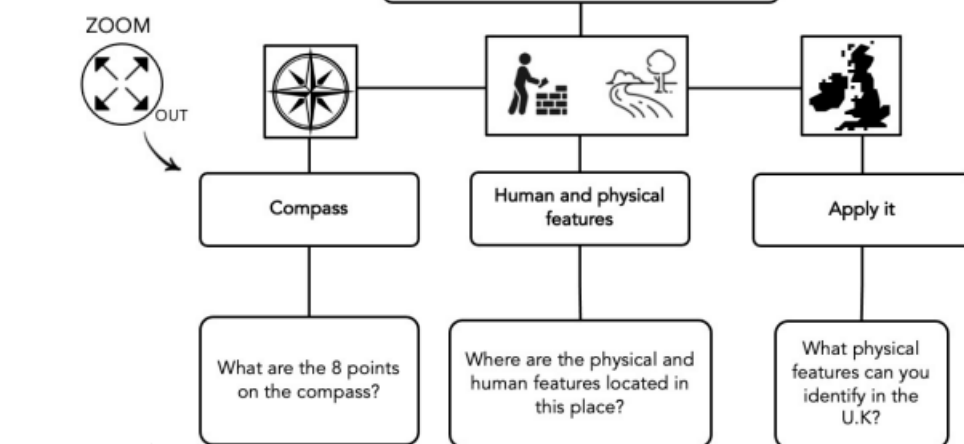 ZOOM
OUT
Compass
Human and physical
features
Apply it
What are the 8 points
on the compass?
Where are the physical and
human features located in
this place?
What physical
features can you
identify in the
U.K?